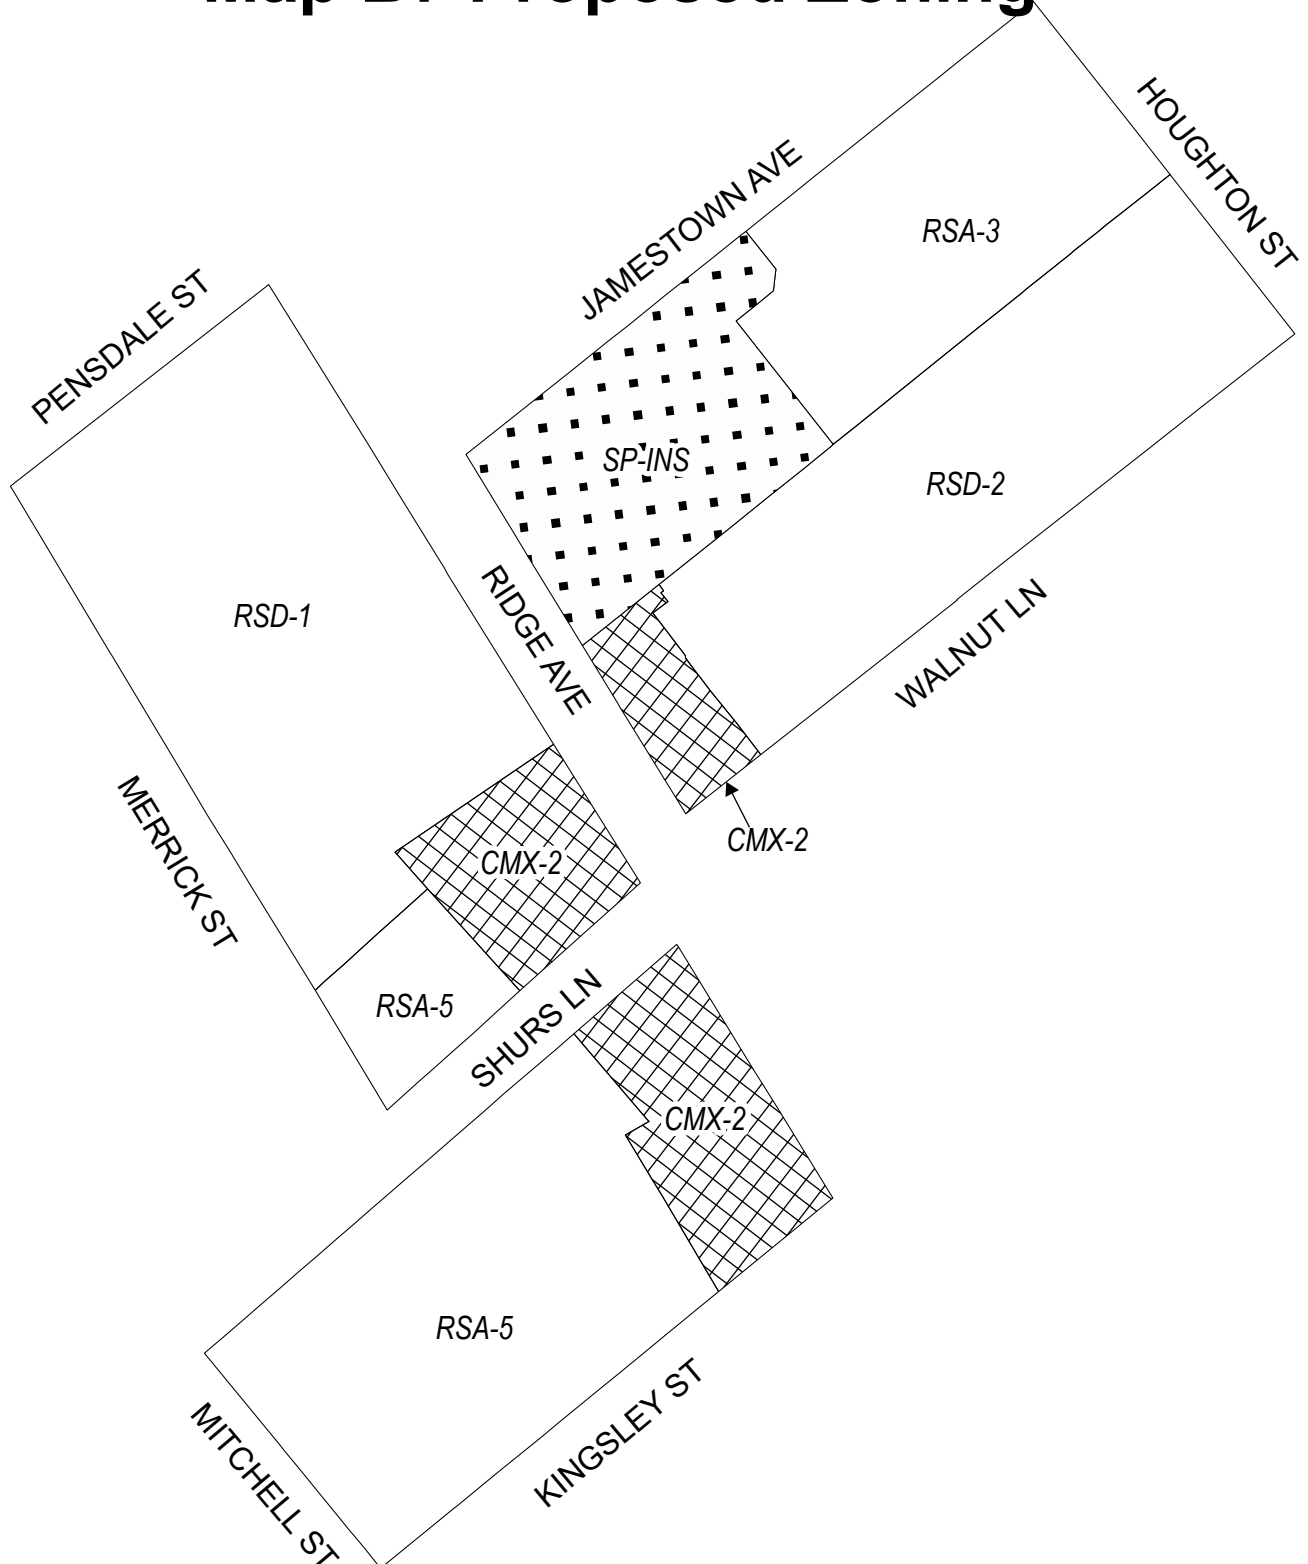 Map B: Proposed Zoning
HOUGHTON ST
JAMESTOWN AVE
RSA-3
PENSDALE ST
SP-INS
RSD-2
RIDGE AVE
RSD-1
WALNUT LN
MERRICK ST
CMX-2
CMX-2
RSA-5
SHURS LN
CMX-2
RSA-5
KINGSLEY ST
MITCHELL ST